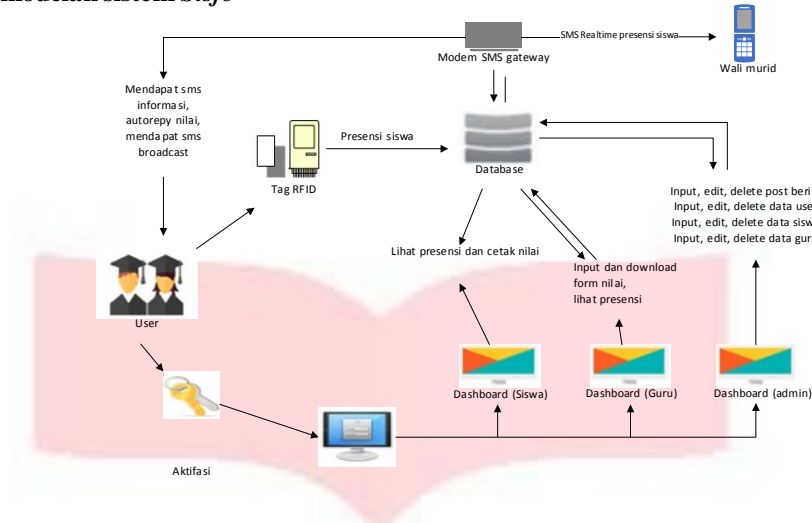 SMS Realtime presensi siswa
Modem SMS gateway
Wali murid
Mendapat sms
informasi,
autorepy nilai,
mendapat sms
broadcast
Presensi siswa
Tag RFID
Database
Input, edit, delete post beri
Input, edit, delete data use
Input, edit, delete data sisw
Input, edit, delete data gur
Lihat presensi dan cetak nilai
Input dan download
form nilai,
lihat presensi
User
Dashboard (Siswa)
Dashboard (Guru)
Dashboard (admin)
Aktifasi